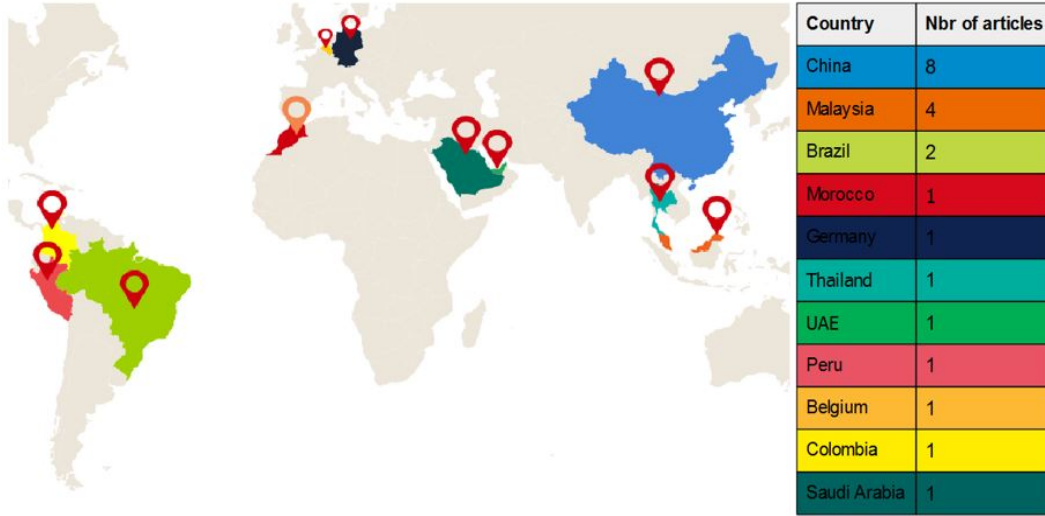 Country Nbr of articles
China 8
Malaysia 4
Brazil 2
Morocco 1
Germany 1
Thailand 1
UAE 1
Peru 1
Belgium 1
Colombia 1
Saudi Arabia 1